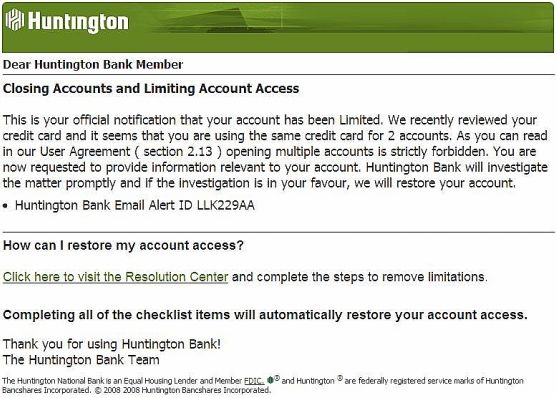 Huntington
Dear Huntington Bank Member
Closing Accounts and Limiting Account Access
This is your official notification that your account has been Limited. We recently reviewed your
credit card and it seems that you are using the same credit card for 2 accounts. As you can read
in our User Agreement ( section 2.13 ) opening multiple accounts is strictly forbidden. You are
now requested to provide information relevant to your account. Huntington Bank will investigate
the matter promptly and if the investigation is in your favour, we will restore your account.
• Huntington Bank Email Alert ID LLK229AA
How can I restore my account access?
Click here to visit the Resolution Center and complete the steps to remove limitations.
Completing all of the checklist items will automatically restore your account access.
Thank you for using Huntington Bank!
The Huntington Bank Team
The Huntington National Bank is an Equal Housing Lender and Member FDIC. ® and Huntington ® are federally registered service marks of Huntington
Bancshares Incorporated. © 2008 2008 Huntington Bancshares Incorporated.